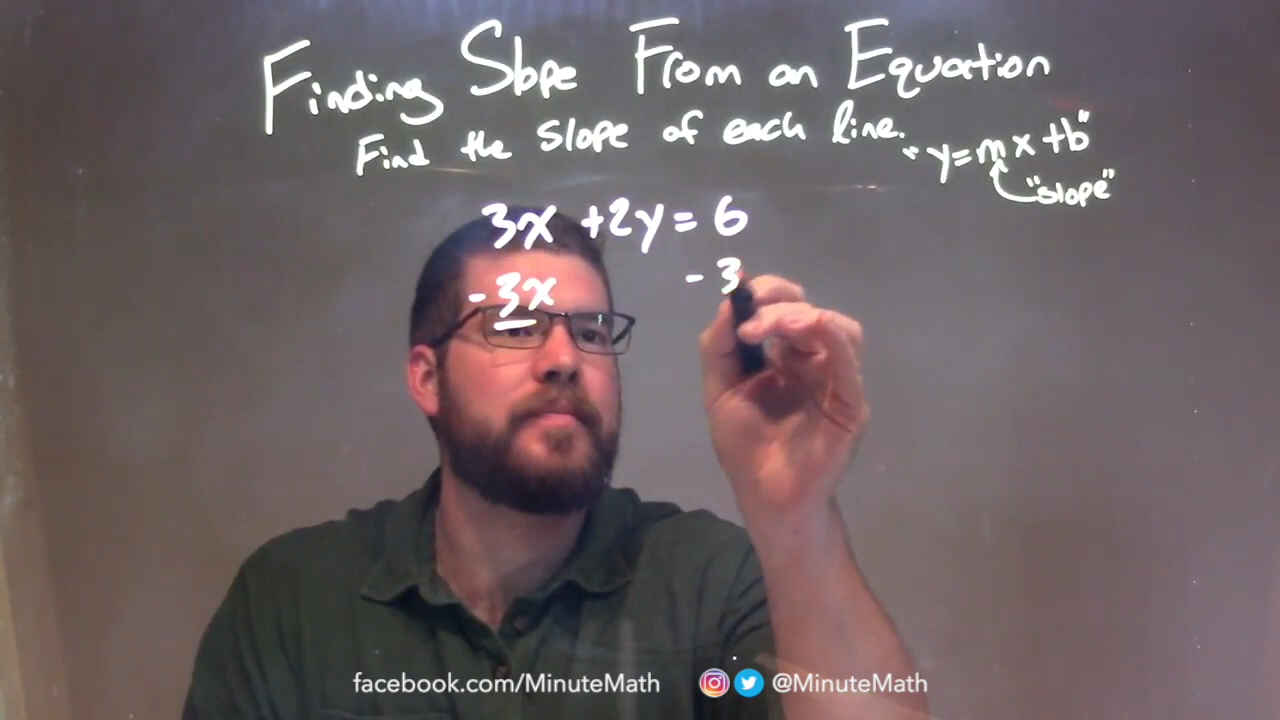 Finding Slope From an Equation
Find the slope of each line.
"y=mx+b"
"slope"
3x +2y = 6
-3x - 3
facebook.com/MinuteMath @MinuteMath